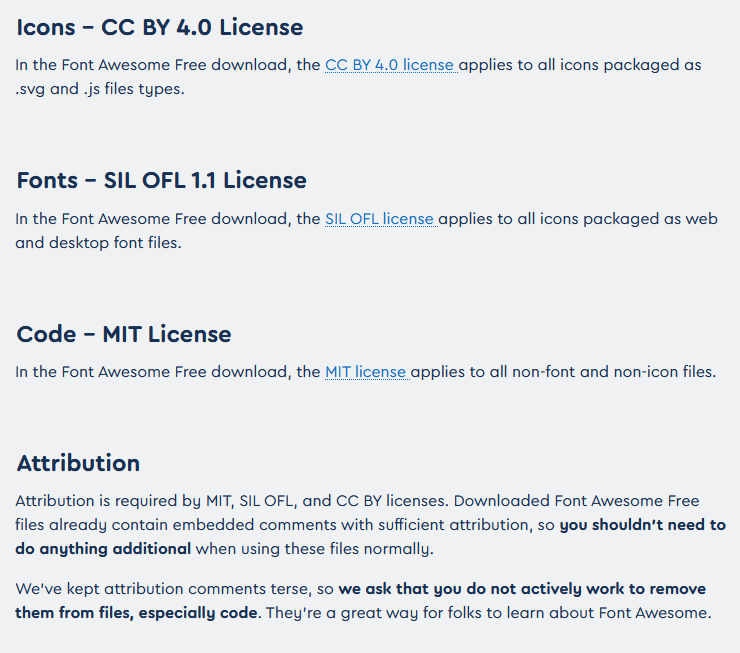 Icons – CC BY 4.0 License
In the Font Awesome Free download, the CC BY 4.0 license applies to all icons packaged as
.svg and .js files types.
Fonts – SIL OFL 1.1 License
In the Font Awesome Free download, the SIL OFL license applies to all icons packaged as web
and desktop font files.
Code – MIT License
In the Font Awesome Free download, the MIT license applies to all non-font and non-icon files.
Attribution
Attribution is required by MIT, SIL OFL, and CC BY licenses. Downloaded Font Awesome Free
files already contain embedded comments with sufficient attribution, so you shouldn't need to
do anything additional when using these files normally.
We've kept attribution comments terse, so we ask that you do not actively work to remove
them from files, especially code. They're a great way for folks to learn about Font Awesome.